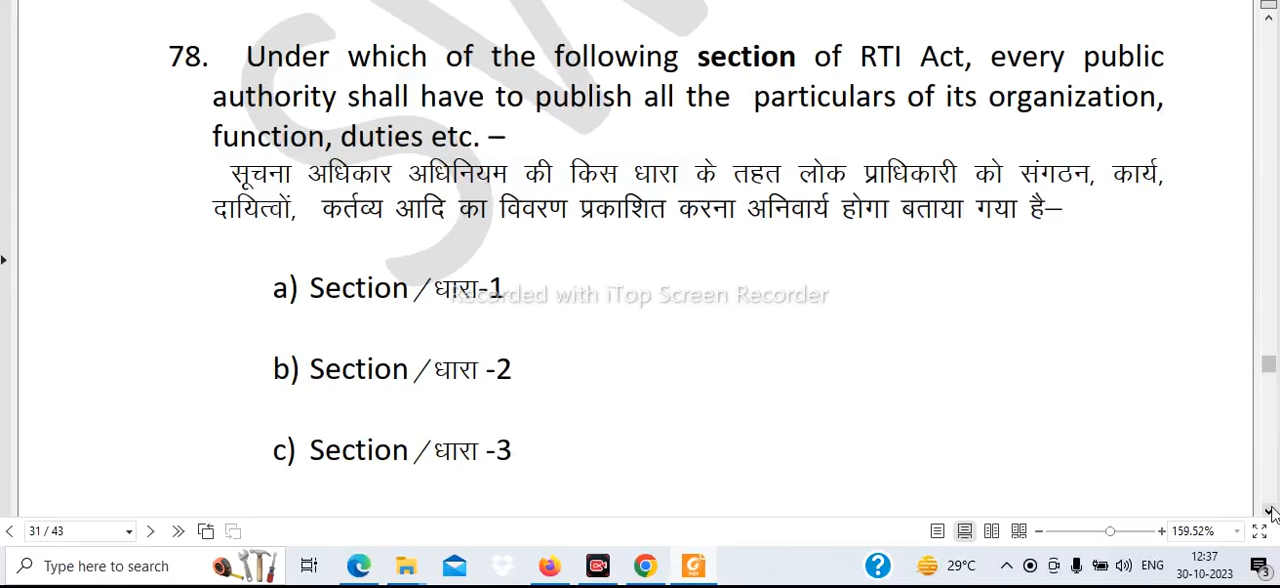 78. Under which of the following section of RTI Act, every public
authority shall have to publish all the particulars of its organization,
function, duties etc. –
सूचना अधिकार अधिनियम की किस धारा के तहत लोक प्राधिकारी को संगठन, कार्य,
दायित्वों, कर्तव्य आदि का विवरण प्रकाशित करना अनिवार्य होगा बताया गया है–
a) Section /धारा-1
Recorded with iTop Screen Recorder
b) Section /धारा -2
c) Section /धारा -3
31 / 43
159.52%
Type here to search
29°C
ENG
12:37
30-10-2023
3